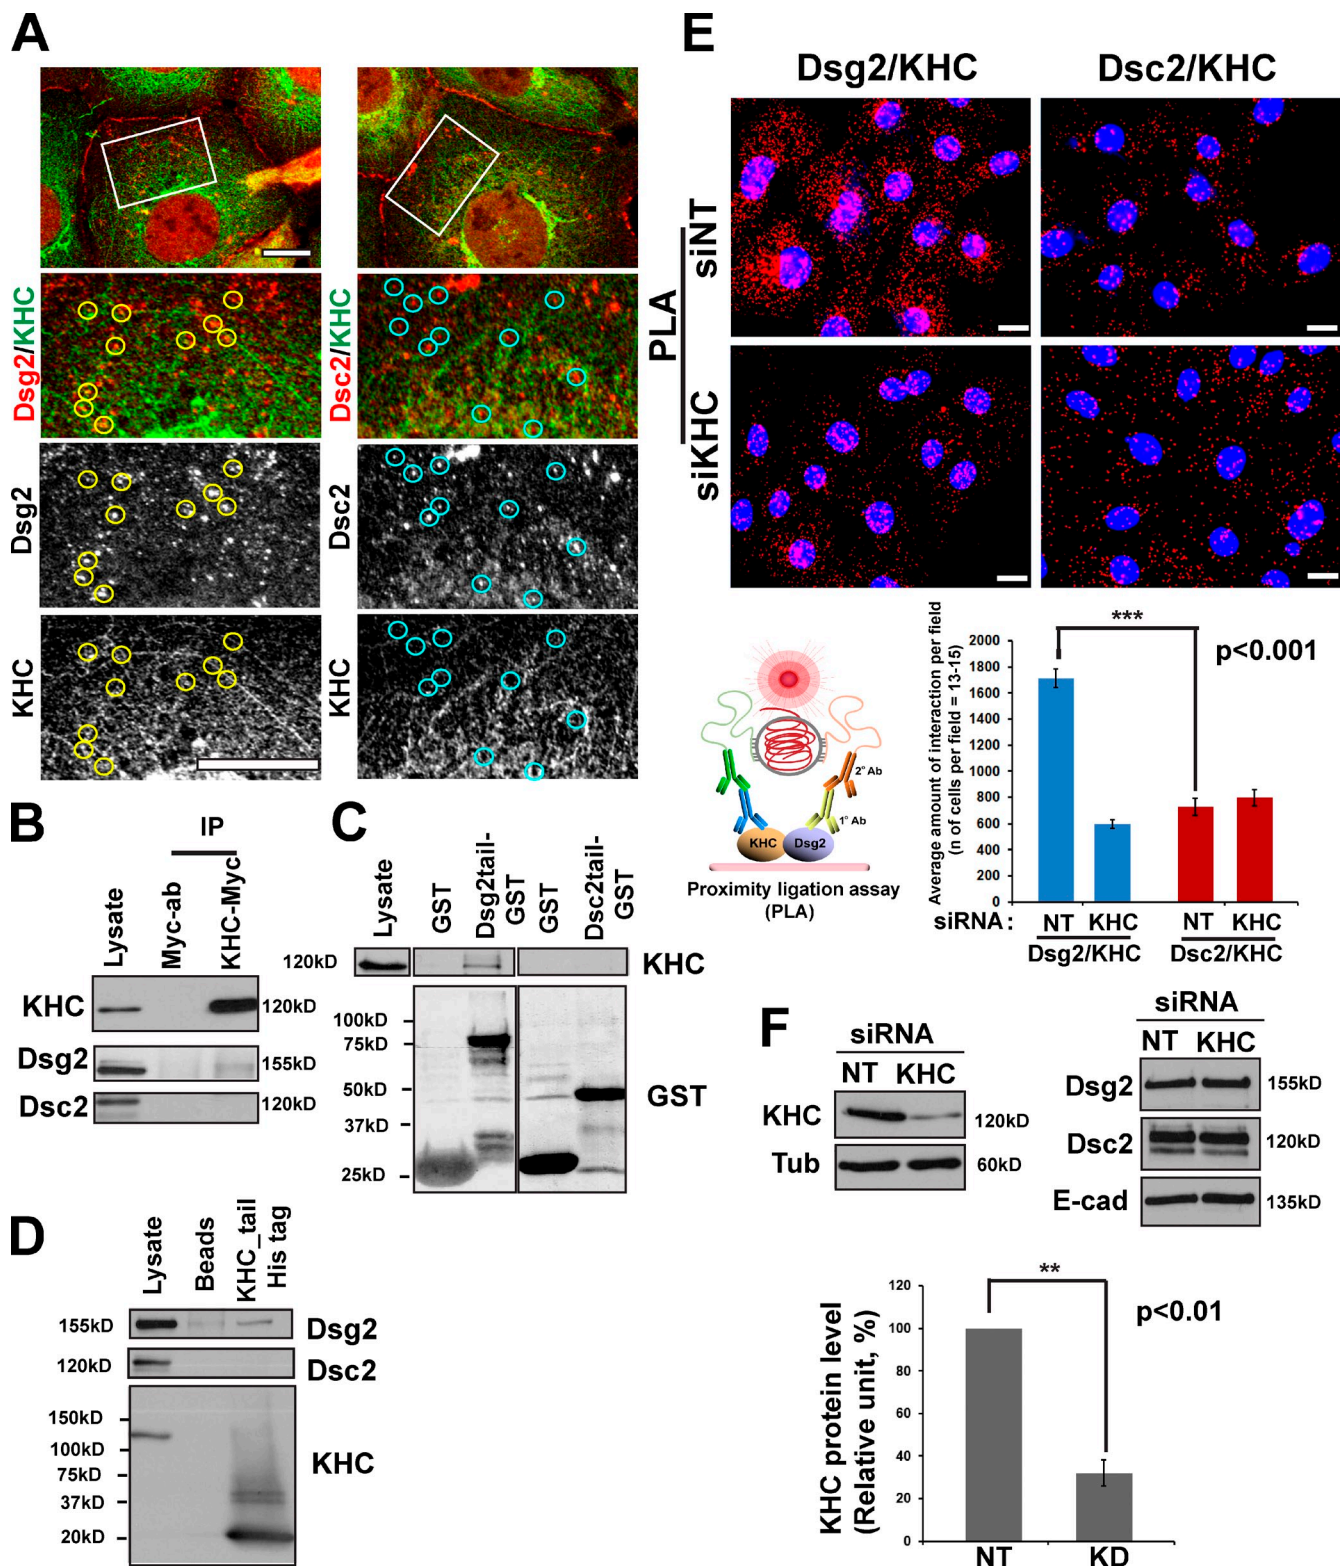 A
Dsg2/KHC
Dsc2/KHC
Dsg2
Dsc2
KHC
KHC
B
IP
Lysate
Myc-ab
KHC-Myc
KHC
120kD
Dsg2
155kD
Dsc2
120kD
C
Lysate
GST
Dsg2tail-
GST
GST
Dsc2tail-
GST
120kD
KHC
100kD
75kD
50kD
37kD
25kD
GST
D
Lysate
Beads
KHC_tail
His tag
155kD
Dsg2
120kD
Dsc2
150kD
100kD
75kD
37kD
20kD
KHC
E
Dsg2/KHC
Dsc2/KHC
PLA
siNT
siKHC
2° Ab
1° Ab
KHC
Dsg2
Proximity ligation assay
(PLA)
Average amount of interaction per field
(n of cells per field = 13-15)
2000
1800
1600
1400
1200
1000
800
600
400
200
0
***
p<0.001
siRNA:
NT
KHC
NT
KHC
Dsg2/KHC
Dsc2/KHC
F
siRNA
NT
KHC
KHC
120kD
Tub
60kD
siRNA
NT
KHC
Dsg2
155kD
Dsc2
120kD
E-cad
135kD
KHC protein level
(Relative unit, %)
120
100
80
60
40
20
0
**
p<0.01
NT
KD